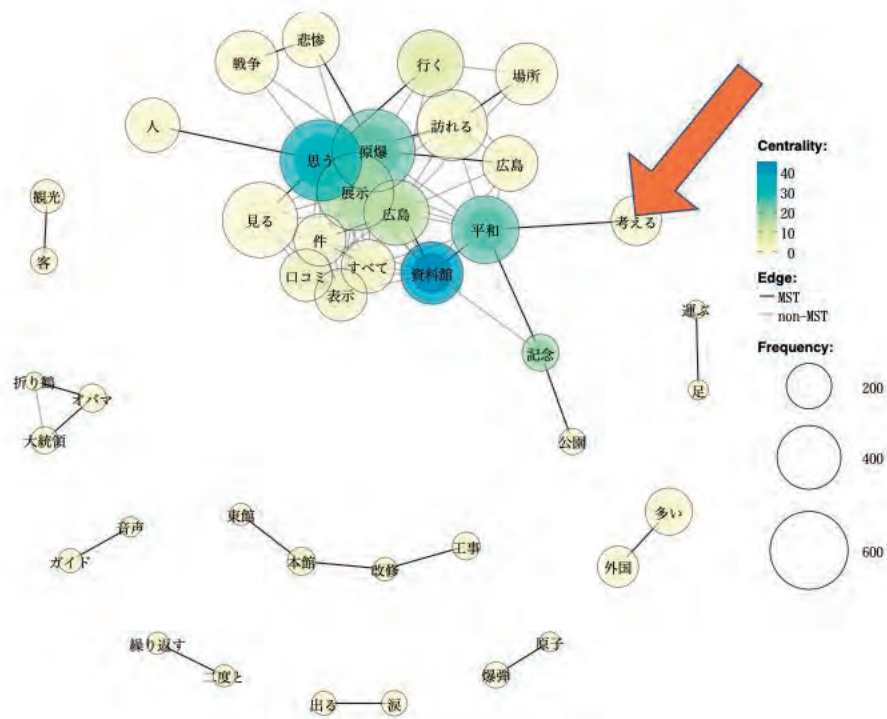 悲惨
戦争
行く
場所
人
訪れる
思う
原爆
広島
展示
見る
広島
平和
考える
件
すべて
資料館
口コミ
表示
観光
客
記念
公園
運ぶ
足
折り鶴
オバマ
大統領
音声
ガイド
東館
本館
改修
工事
多い
外国
繰り返す
二度と
原子
爆弾
出る
涙
Centrality:
40
30
20
10
0
Edge:
MST
non-MST
Frequency:
200
400
600